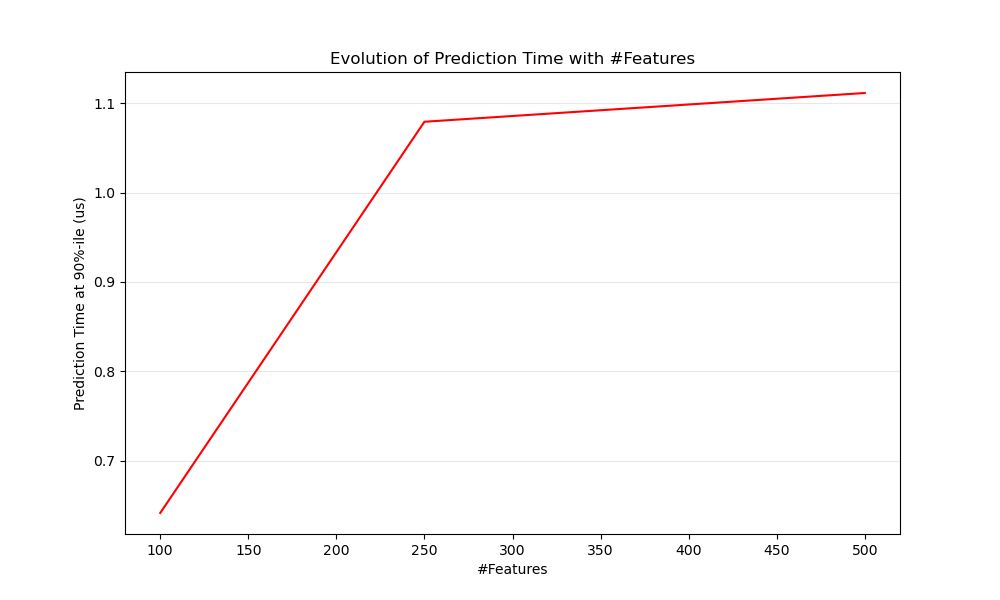 Evolution of Prediction Time with #Features
Prediction Time at 90%-ile (us)
1.1
1.0
0.9
0.8
0.7
100 150 200 250 300 350 400 450 500
#Features